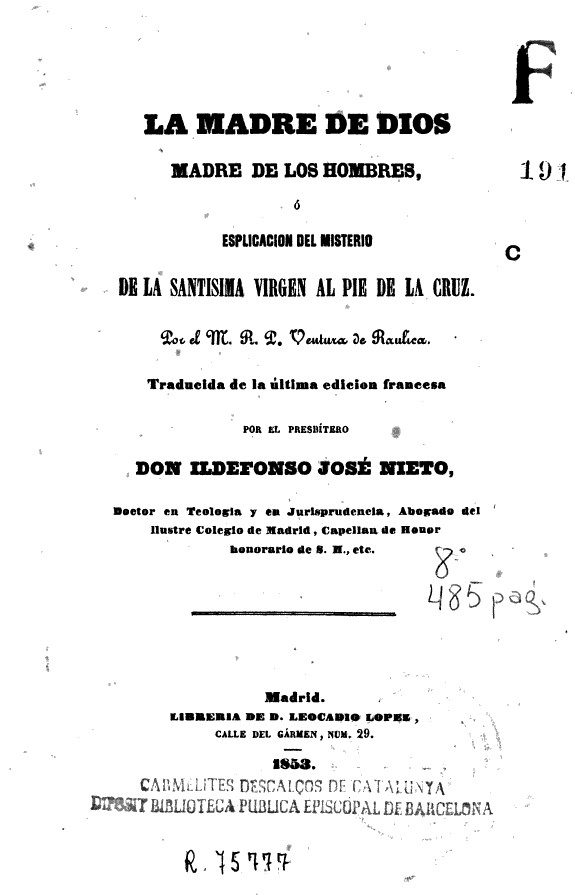 F
LA MADRE DE DIOS
MADRE DE LOS HOMBRES,
191
ó
ESPLICACION DEL MISTERIO
C
DE LA SANTISIMA VIRGEN AL PIE DE LA CRUZ.
Por el M. R. P. Ventura de Raulica.
Traducida de la última edicion francesa
POR EL PRESBÍTERO
DON ILDEFONSO JOSÉ NIETO,
Doctor en Teologia y en Jurisprudencia, Abogado del
Ilustre Colegio de Madrid, Capellan de Honor
honorario de S. M., etc.
8º
485 pag.
Madrid.
LIBRERIA DE D. LEOCADIO LOPEZ,
CALLE DEL CÁRMEN, NUM. 29.
1853.
CARMELITES DESCALÇOS DE CATALUNYA
DIPOSIT BIBLIOTECA PUBLICA EPISCOPAL DE BARCELONA
R. 75777